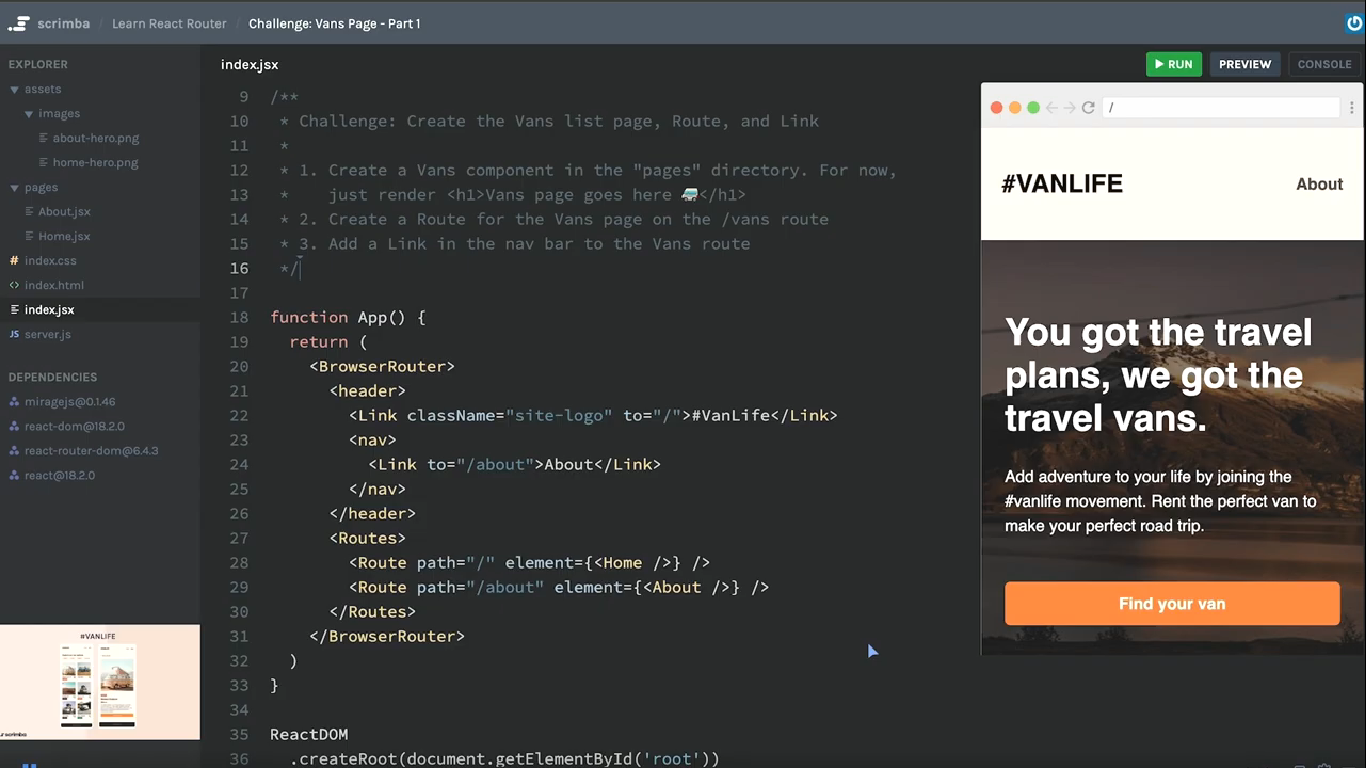 scrimba / Learn React Router / Challenge: Vans Page - Part 1
EXPLORER
assets
images
about-hero.png
home-hero.png
pages
About.jsx
Home.jsx
# index.css
<> index.html
index.jsx
JS server.js
DEPENDENCIES
miragejs@0.1.46
react-dom@18.2.0
react-router-dom@6.4.3
react@18.2.0
#VANLIFE
scrimba
index.jsx
RUN
PREVIEW
CONSOLE
9 /**
10 * Challenge: Create the Vans list page, Route, and Link
11 *
12 * 1. Create a Vans component in the "pages" directory. For now,
13 just render <h1>Vans page goes here 🚐</h1>
14 * 2. Create a Route for the Vans page on the /vans route
15 * 3. Add a Link in the nav bar to the Vans route
16 */
17
18 function App() {
19 return (
20 <BrowserRouter>
21 <header>
22 <Link className="site-logo" to="/">#VanLife</Link>
23 <nav>
24 <Link to="/about">About</Link>
25 </nav>
26 </header>
27 <Routes>
28 <Route path="/" element={<Home />} />
29 <Route path="/about" element={<About />} />
30 </Routes>
31 </BrowserRouter>
32 )
33 }
34
35 ReactDOM
36 .createRoot(document.getElementById('root'))
/
#VANLIFE
About
You got the travel
plans, we got the
travel vans.
Add adventure to your life by joining the
#vanlife movement. Rent the perfect van to
make your perfect road trip.
Find your van